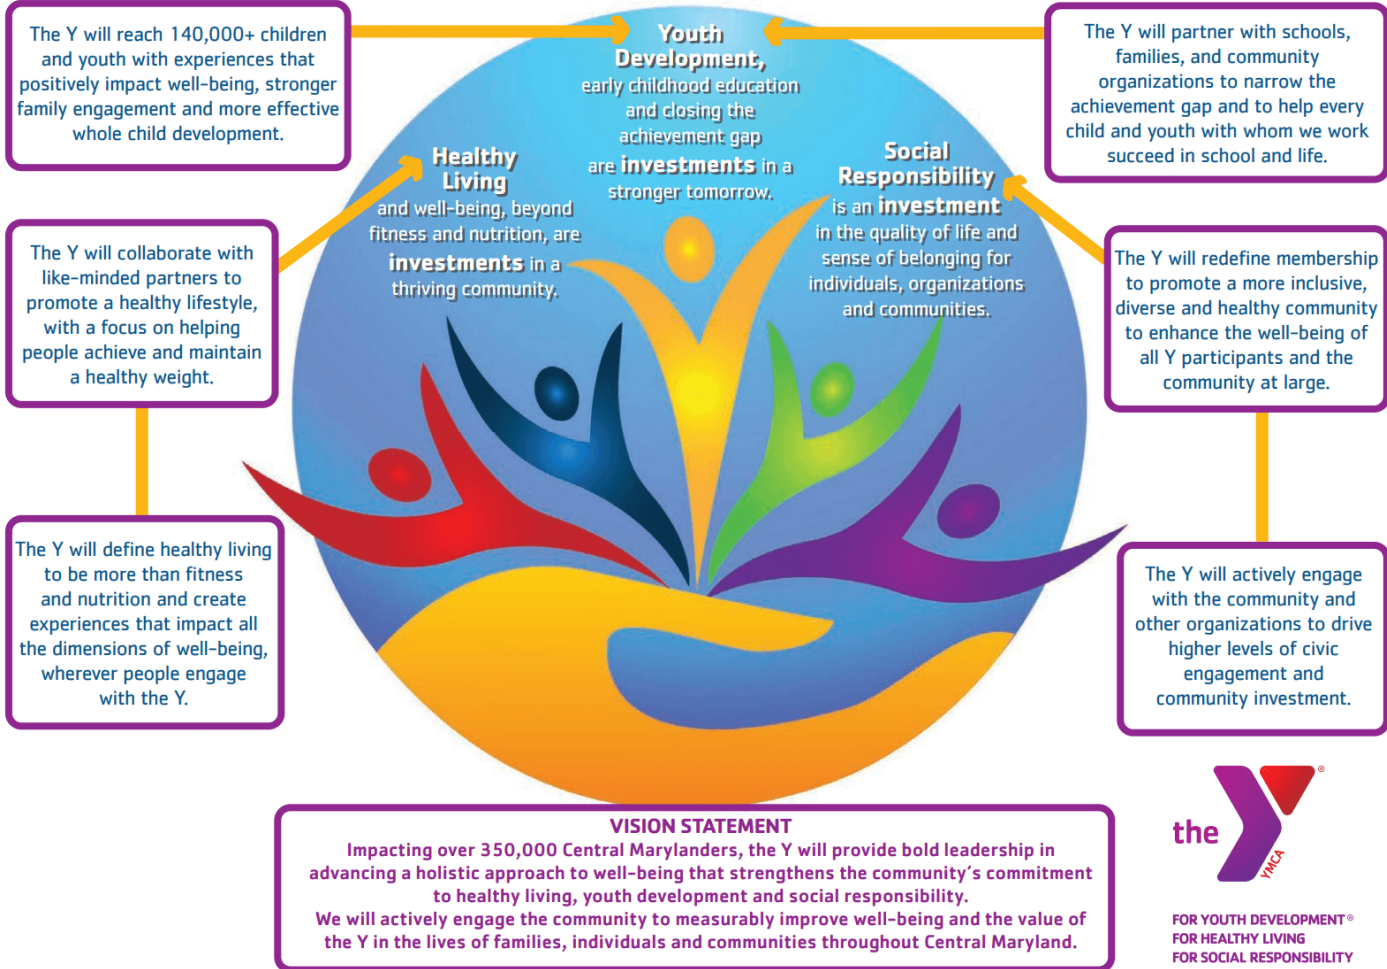 The Y will reach 140,000+ children
and youth with experiences that
positively impact well-being, stronger
family engagement and more effective
whole child development.
Youth
Development,
early childhood education
and closing the
achievement gap
are investments in a
stronger tomorrow.
The Y will partner with schools,
families, and community
organizations to narrow the
achievement gap and to help every
child and youth with whom we work
succeed in school and life.
Healthy
Living
and well-being, beyond
fitness and nutrition, are
investments in a
thriving community.
Social
Responsibility
is an investment
in the quality of life and
sense of belonging for
individuals, organizations
and communities.
The Y will collaborate with
like-minded partners to
promote a healthy lifestyle,
with a focus on helping
people achieve and maintain
a healthy weight.
The Y will redefine membership
to promote a more inclusive,
diverse and healthy community
to enhance the well-being of
all Y participants and the
community at large.
The Y will define healthy living
to be more than fitness
and nutrition and create
experiences that impact all
the dimensions of well-being,
wherever people engage
with the Y.
The Y will actively engage
with the community and
other organizations to drive
higher levels of civic
engagement and
community investment.
VISION STATEMENT
Impacting over 350,000 Central Marylanders, the Y will provide bold leadership in
advancing a holistic approach to well-being that strengthens the community's commitment
to healthy living, youth development and social responsibility.
We will actively engage the community to measurably improve well-being and the value of
the Y in the lives of families, individuals and communities throughout Central Maryland.
the Y ®
YMCA
FOR YOUTH DEVELOPMENT®
FOR HEALTHY LIVING
FOR SOCIAL RESPONSIBILITY